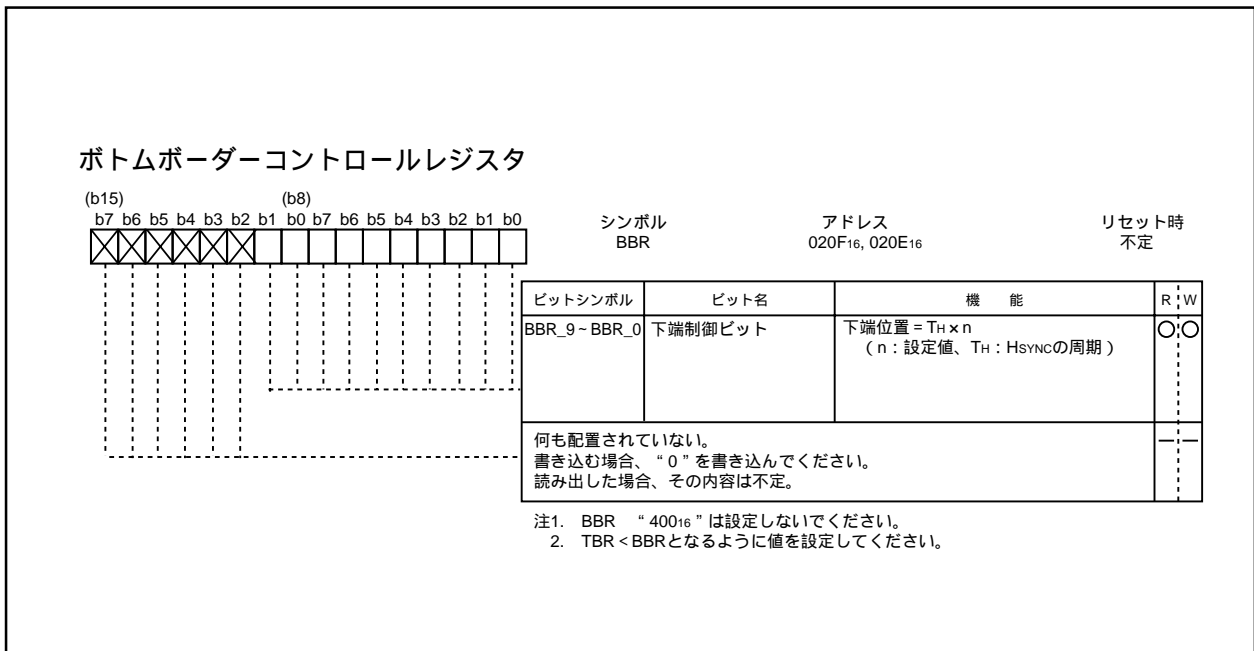 ボトムボーダーコントロールレジスタ
(b15) (b8)
b7 b6 b5 b4 b3 b2 b1 b0 b7 b6 b5 b4 b3 b2 b1 b0
シンボル アドレス リセット時
BBR 020F16, 020E16 不定
ビットシンボル ビット名 機 能 R W
BBR_9~BBR_0 下端制御ビット 下端位置=TH×n ○ ○
(n:設定値、TH:HSYNCの周期)
何も配置されていない。 — —
書き込む場合、“0”を書き込んでください。
読み出した場合、その内容は不定。
注1. BBR “40016”は設定しないでください。
2. TBR<BBRとなるように値を設定してください。